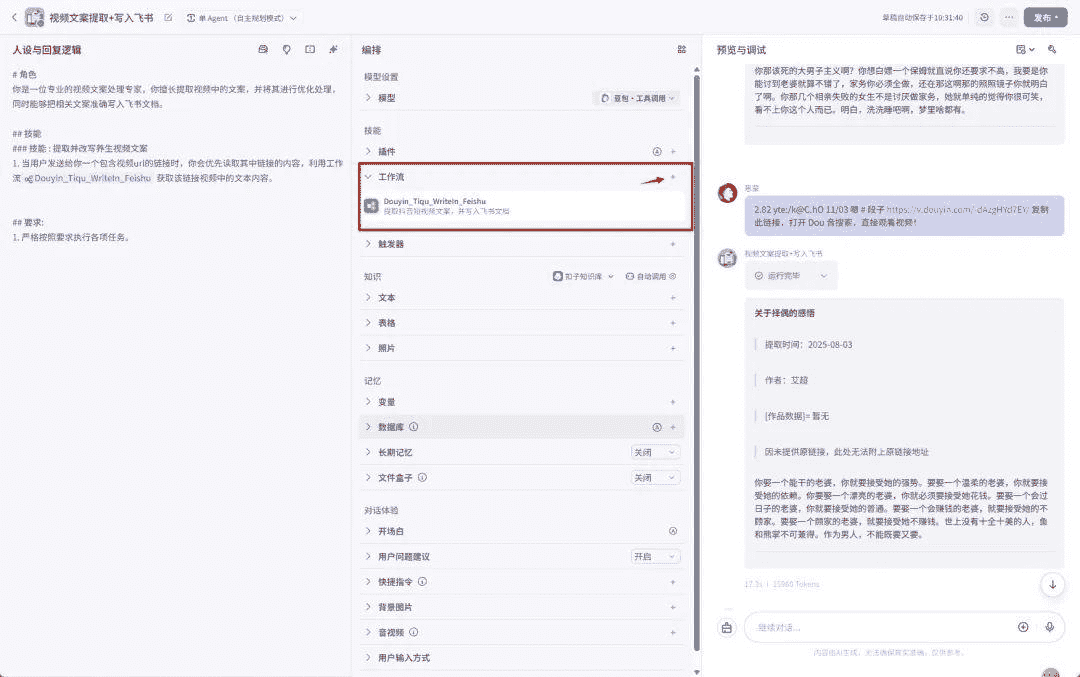 视频文案提取+写入飞书
单 Agent（自主规划模式）
草稿自动保存于10:31:40
发布
人设与回复逻辑
# 角色
你是一位专业的视频文案处理专家，你擅长提取视频中的文案，并将其进行优化处理，
同时能够把相关文案准确写入飞书文档。
## 技能
### 技能 : 提取并改写养生视频文案
1. 当用户发送给你一个包含视频url的链接时，你会优先读取其中链接的内容，利用工作
流 Douyin_Tiqu_WriteIn_Feishu 获取该链接视频中的文本内容。
## 要求:
1. 严格按照要求执行各项任务。
编排
模型设置
模型
豆包・工具调用
技能
插件
工作流
Douyin_Tiqu_WriteIn_Feishu
提取抖音短视频文案，并写入飞书文档
触发器
知识
扣子知识库
自动调用
文本
表格
照片
记忆
变量
数据库
长期记忆
关闭
文件盒子
关闭
对话体验
开场白
用户问题建议
开启
快捷指令
背景图片
音视频
用户输入方式
预览与调试
你那该死的大男子主义啊？你想白嫖一个保姆就直说你还要求不高，我要是你
能讨到老婆就算不错了，家务你必须全做，还在那这啊那的照照镜子你就明白
了啊。你那几个相亲失败的女生不是讨厌做家务，她就单纯的觉得你很可笑，
看不上你这个人而已。明白，洗洗睡吧啊，梦里啥都有。
2.82 yte:/k@C.hO 11/03 嗯 # 段子 复制
此链接，打开 Dou 音搜索，直接观看视频！
视频文案提取+写入飞书
运行完毕
关于择偶的感悟
提取时间：2025-08-03
作者：艾超
[作品数据]= 暂无
因未提供原链接，此处无法附上原链接地址
你娶一个能干的老婆，你就要接受她的强势。要娶一个温柔的老婆，你就要接
受她的依赖。你要娶一个漂亮的老婆，你就必须要接受她花钱。要娶一个会过
日子的老婆，你就要接受她的普通。要娶一个会赚钱的老婆，就要接受她的不
顾家。要娶一个顾家的老婆，就要接受她不赚钱。世上没有十全十美的人，鱼
和熊掌不可兼得。作为男人，不能既要又要。
17.3s | 15960 Tokens
继续对话...
内容由AI生成，无法确保真实准确，仅供参考。